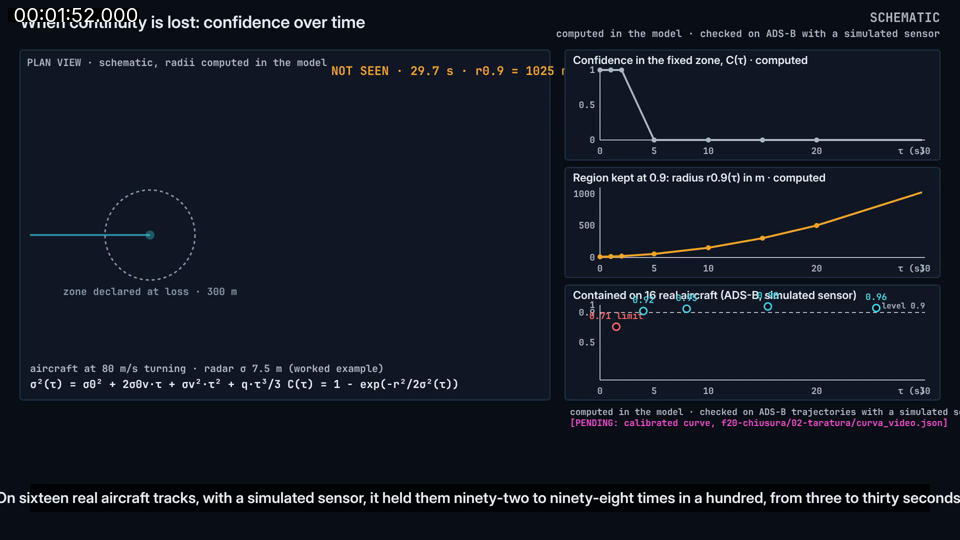 00:01:52.000
When continuity is lost: confidence over time
SCHEMATIC
computed in the model · checked on ADS-B with a simulated sensor
PLAN VIEW · schematic, radii computed in the model
NOT SEEN · 29.7 s · r0.9 = 1025 m
zone declared at loss · 300 m
aircraft at 80 m/s turning · radar σ 7.5 m (worked example)
σ²(τ) = σ0² + 2σ0v·τ + σv²·τ² + q·τ³/3 C(τ) = 1 - exp(-r²/2σ²(τ))
Confidence in the fixed zone, C(τ) · computed
1
0.5
0
0 5 10 20 τ (s) 30
Region kept at 0.9: radius r0.9(τ) in m · computed
1000
500
0
0 5 10 20 τ (s) 30
Contained on 16 real aircraft (ADS-B, simulated sensor)
0.92 0.96
1
level 0.9
0.9
0.71 limit
0.5
0 5 10 20 τ (s) 30
computed in the model · checked on ADS-B trajectories with a simulated s
[PENDING: calibrated curve, f20-chiusura/02-taratura/curva_video.json]
On sixteen real aircraft tracks, with a simulated sensor, it held them ninety-two to ninety-eight times in a hundred, from three to thirty seconds